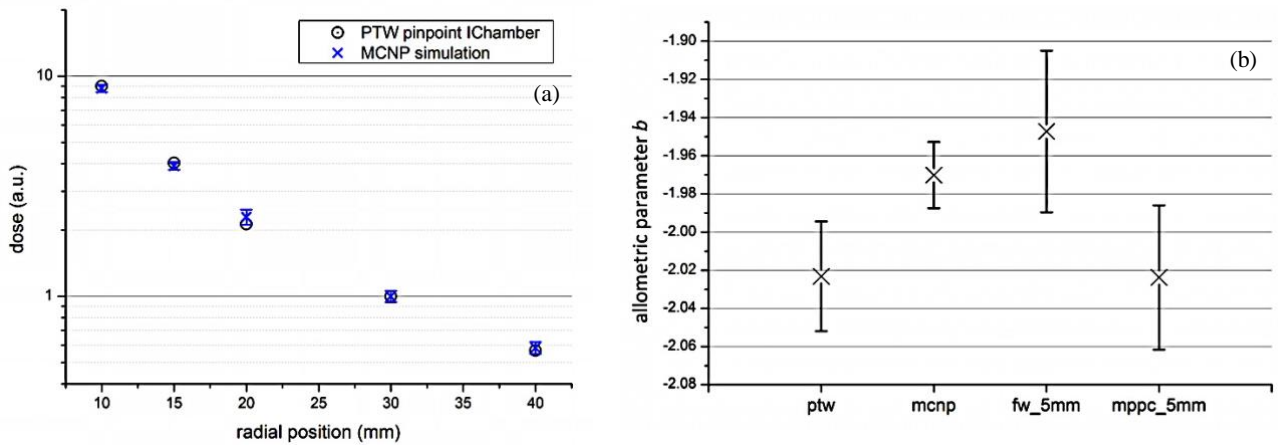 PTW pinpoint IChamber
MCNP simulation
(a)
10
1
dose (a.u.)
10 15 20 25 30 35 40
radial position (mm)
(b)
-1.90
-1.92
-1.94
-1.96
-1.98
-2.00
-2.02
-2.04
-2.06
-2.08
allometric parameter b
ptw mcnp fw_5mm mppc_5mm